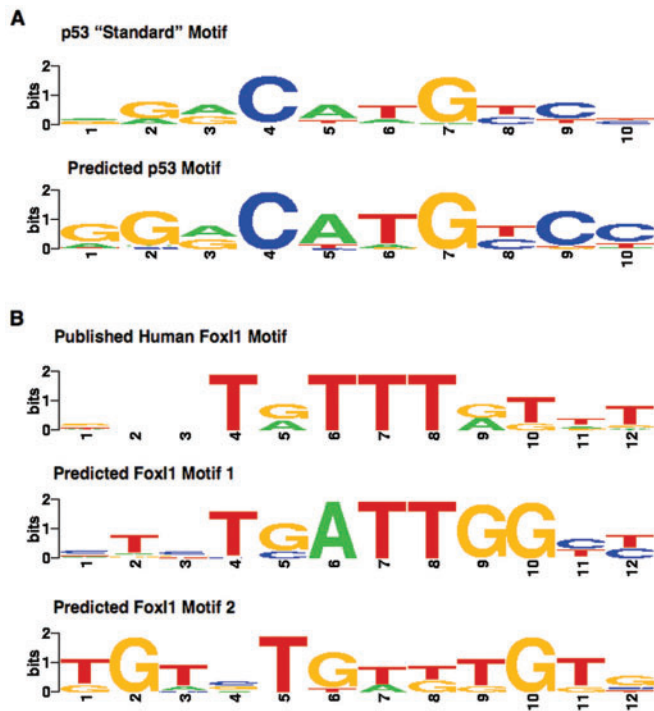 A
p53 "Standard" Motif
2
1
0
bits
G A C A T G T C
1 2 3 4 5 6 7 8 9 10
Predicted p53 Motif
2
1
0
bits
G G A C A T G T C C
1 2 3 4 5 6 7 8 9 10
B
Published Human FoxI1 Motif
2
1
0
bits
T G T T T G T T
A A G
1 2 3 4 5 6 7 8 9 10 11 12
Predicted FoxI1 Motif 1
2
1
0
bits
T T G A T T G G C T
C T C
1 2 3 4 5 6 7 8 9 10 11 12
Predicted FoxI1 Motif 2
2
1
0
bits
T G T T G T T T G T G
G A G
1 2 3 4 5 6 7 8 9 10 11 12